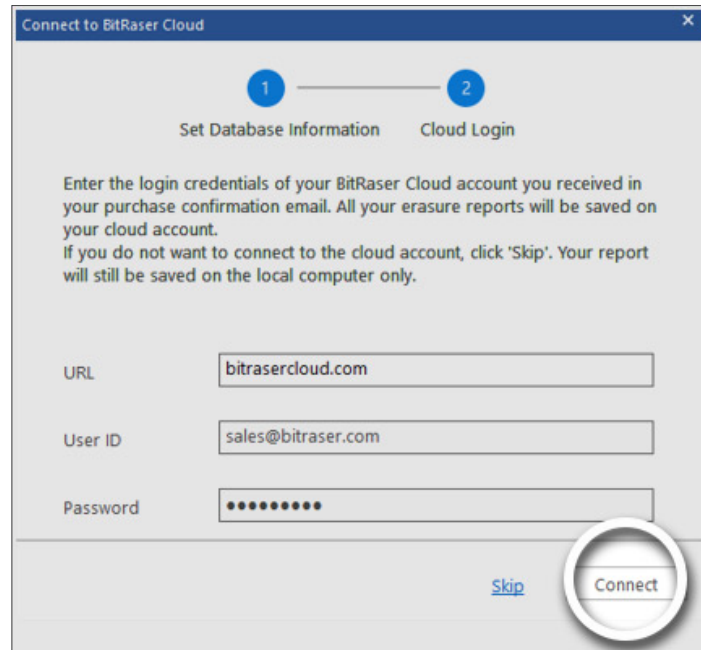 Connect to BitRaser Cloud
×
1
2
Set Database Information
Cloud Login
Enter the login credentials of your BitRaser Cloud account you received in
your purchase confirmation email. All your erasure reports will be saved on
your cloud account.
If you do not want to connect to the cloud account, click 'Skip'. Your report
will still be saved on the local computer only.
URL
bitrasercloud.com
User ID
sales@bitraser.com
Password
●●●●●●●●●
Skip
Connect